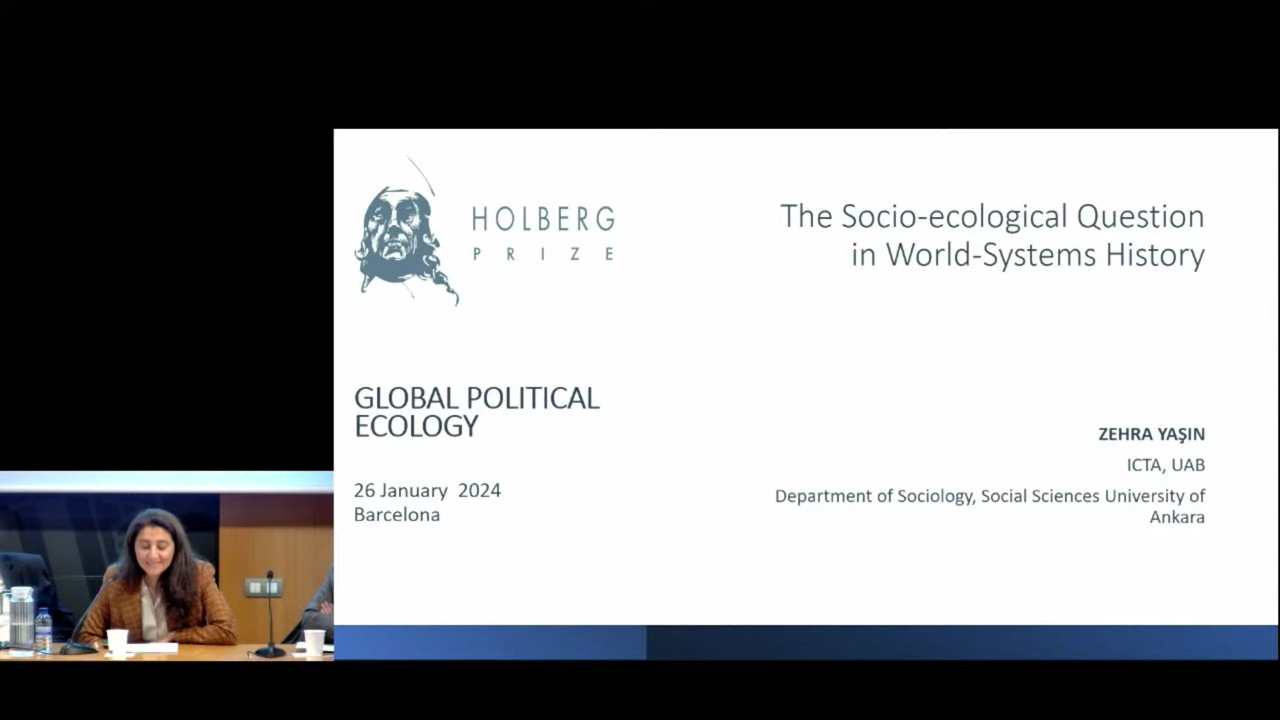 HOLBERG
PRIZE
The Socio-ecological Question
in World-Systems History
GLOBAL POLITICAL
ECOLOGY
26 January 2024
Barcelona
ZEHRA YAŞIN
ICTA, UAB
Department of Sociology, Social Sciences University of
Ankara